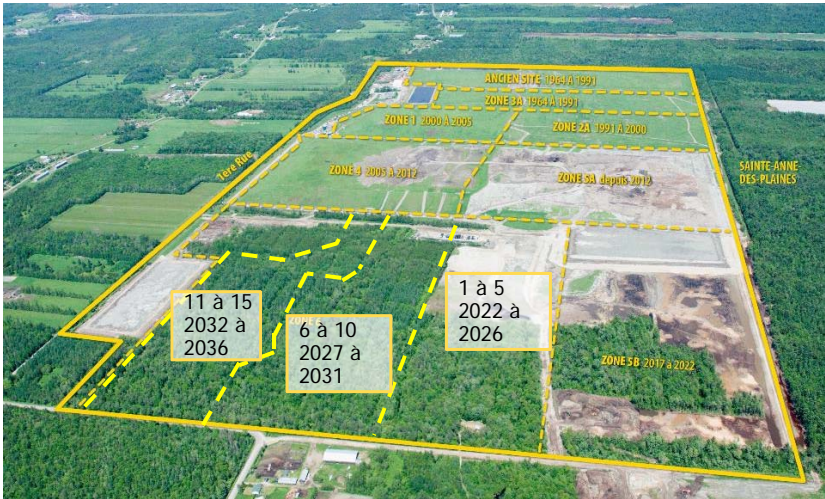 ANCIEN SITE 1964 À 1991
ZONE 3A 1964 À 1991
ZONE 1 2000 À 2005
ZONE 2A 1991 À 2000
1ère Rue
ZONE 4 2005 À 2012
ZONE 5A depuis 2012
SAINTE-ANNE
-DES-PLAINES
11 à 15
2032 à
2036
6 à 10
2027 à
2031
1 à 5
2022 à
2026
ZONE 5B 2017 à 2022